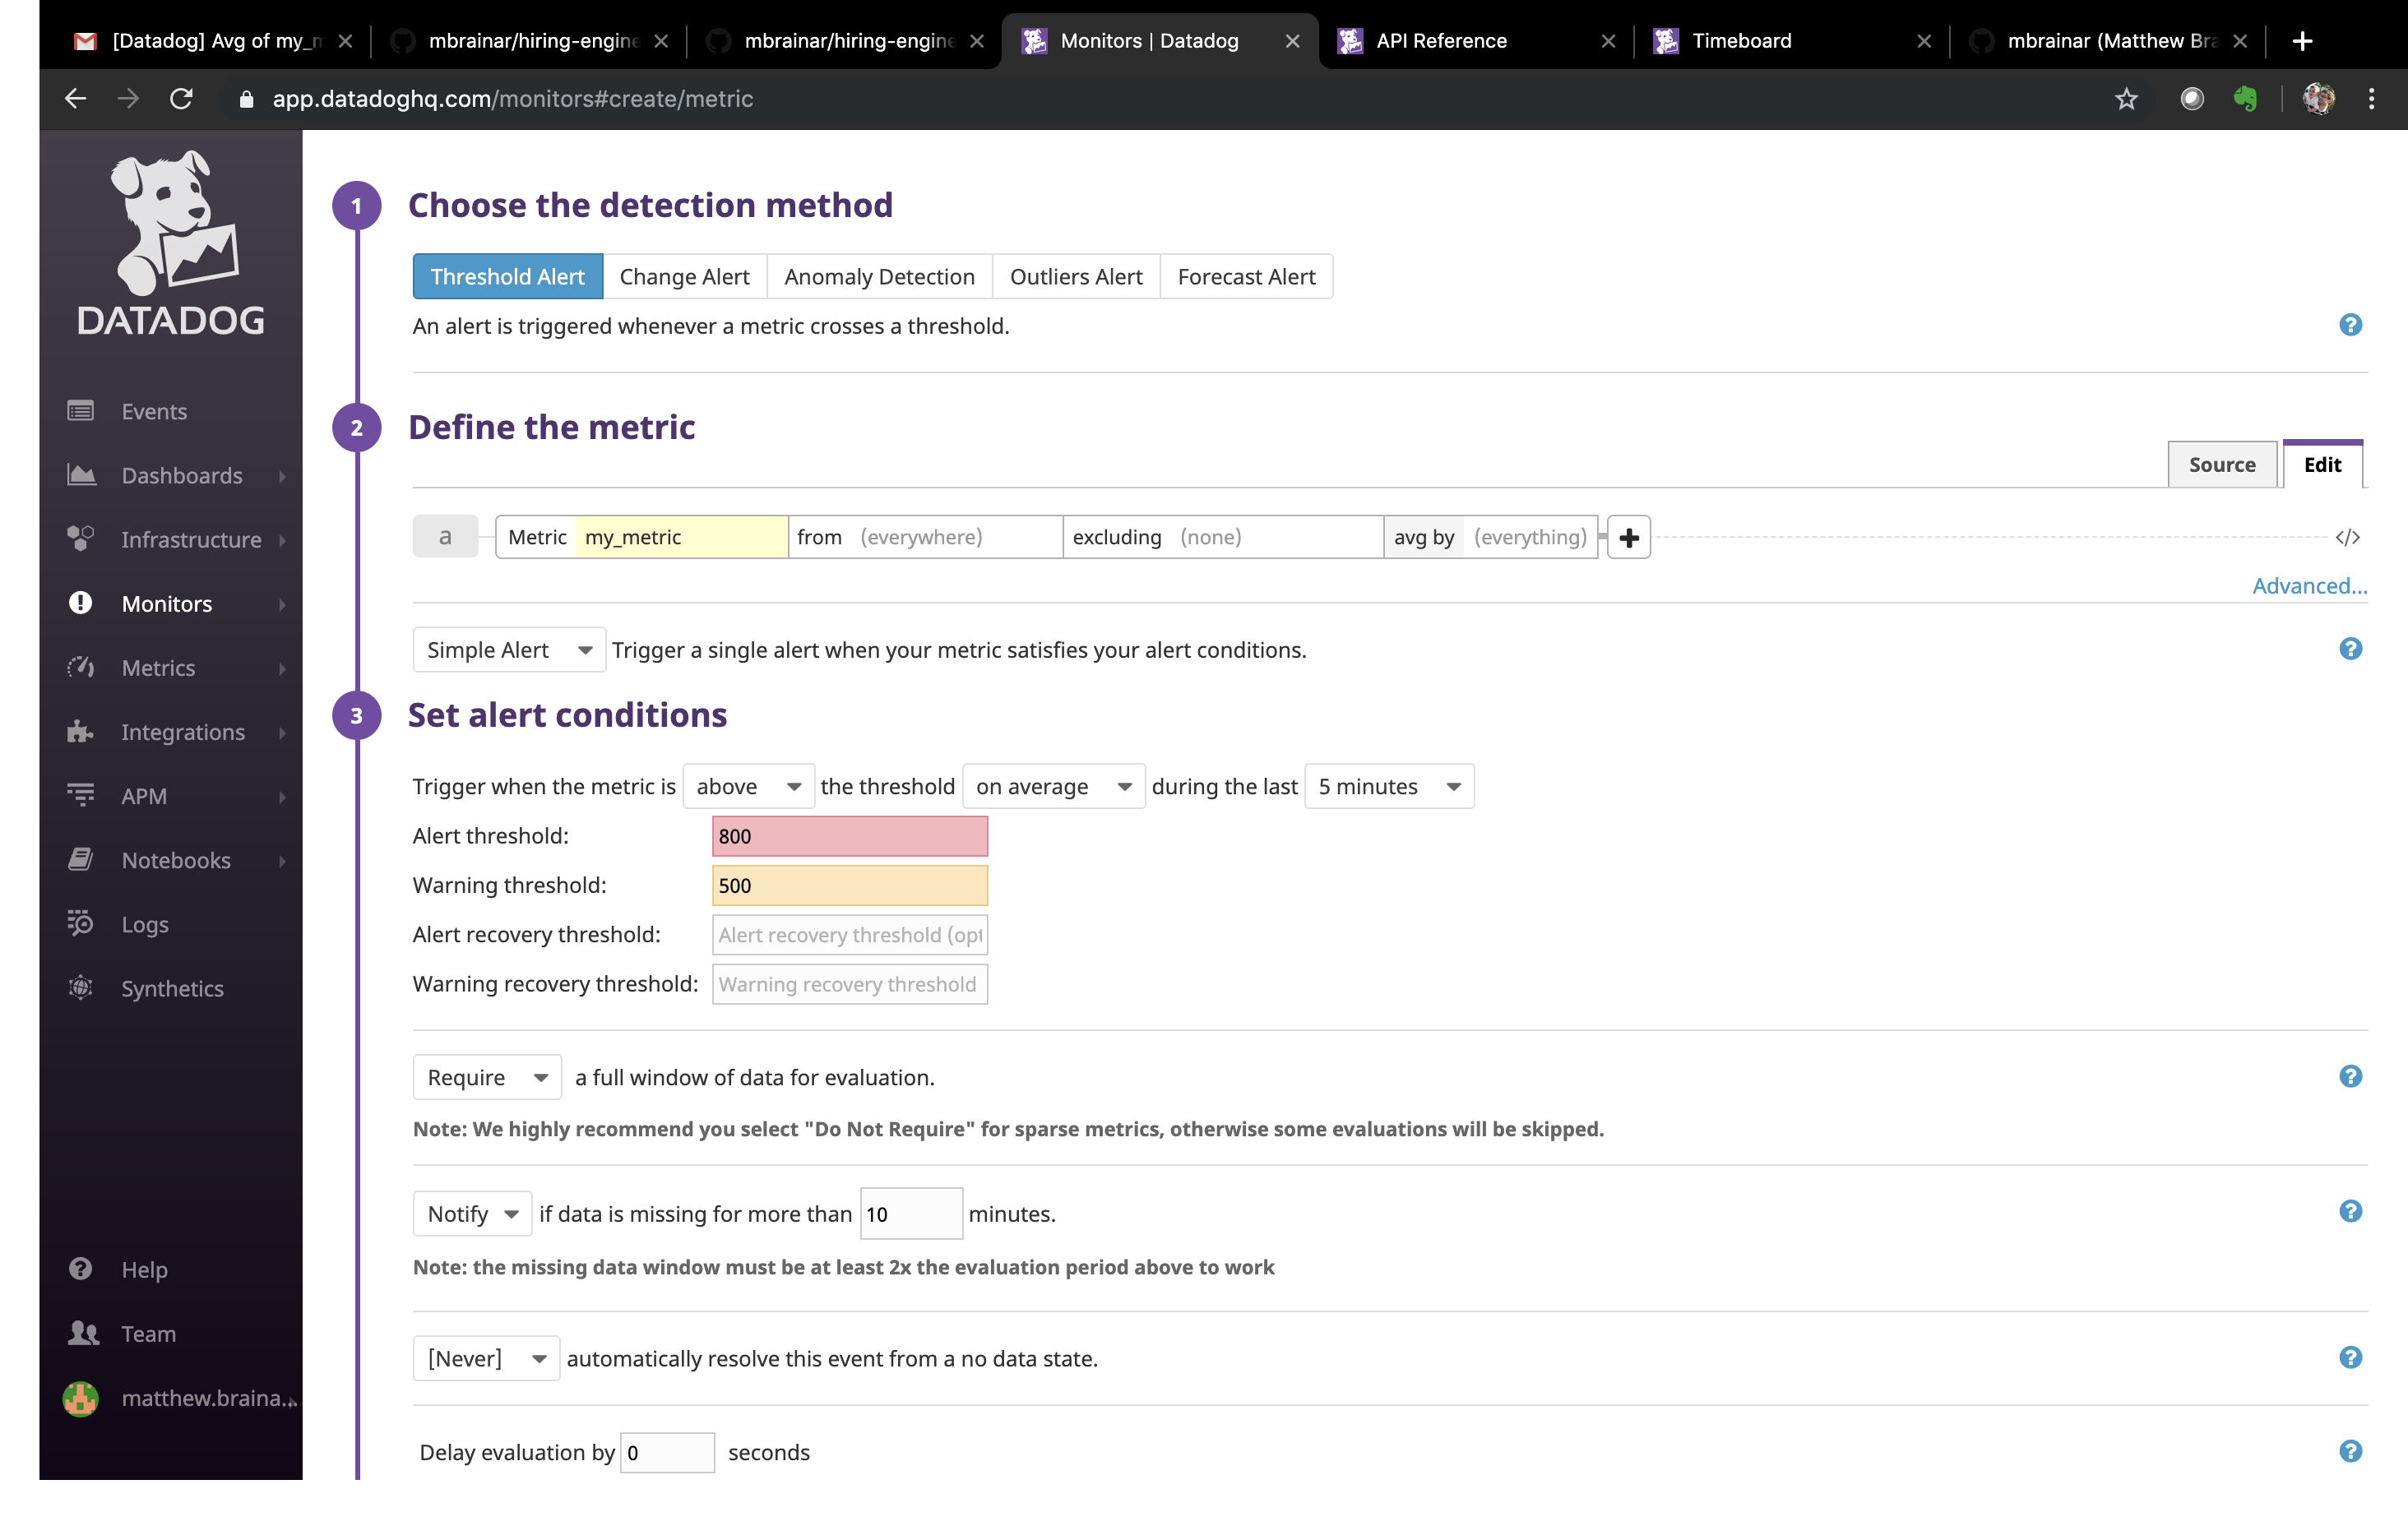 [Datadog] Avg of my_m
mbrainar/hiring-engine
mbrainar/hiring-engine
Monitors | Datadog
API Reference
Timeboard
mbrainar (Matthew Bra
app.datadoghq.com/monitors#create/metric
DATADOG
Events
Dashboards
Infrastructure
Monitors
Metrics
Integrations
APM
Notebooks
Logs
Synthetics
Help
Team
matthew.braina...
1 Choose the detection method
Threshold Alert Change Alert Anomaly Detection Outliers Alert Forecast Alert
An alert is triggered whenever a metric crosses a threshold.
2 Define the metric
Source Edit
a Metric my_metric from (everywhere) excluding (none) avg by (everything) </>
Advanced...
Simple Alert Trigger a single alert when your metric satisfies your alert conditions.
3 Set alert conditions
Trigger when the metric is above the threshold on average during the last 5 minutes
Alert threshold: 800
Warning threshold: 500
Alert recovery threshold: Alert recovery threshold (opt
Warning recovery threshold: Warning recovery threshold
Require a full window of data for evaluation.
Note: We highly recommend you select "Do Not Require" for sparse metrics, otherwise some evaluations will be skipped.
Notify if data is missing for more than 10 minutes.
Note: the missing data window must be at least 2x the evaluation period above to work
[Never] automatically resolve this event from a no data state.
Delay evaluation by 0 seconds